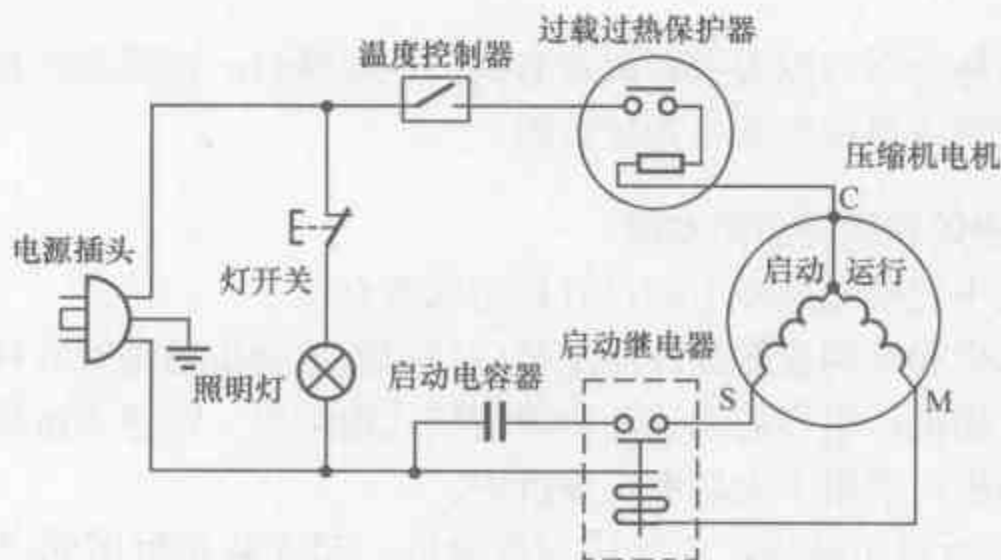 过载过热保护器
温度控制器
压缩机电机
C
电源插头
启动 运行
灯开关
启动继电器
照明灯
启动电容器
S
M